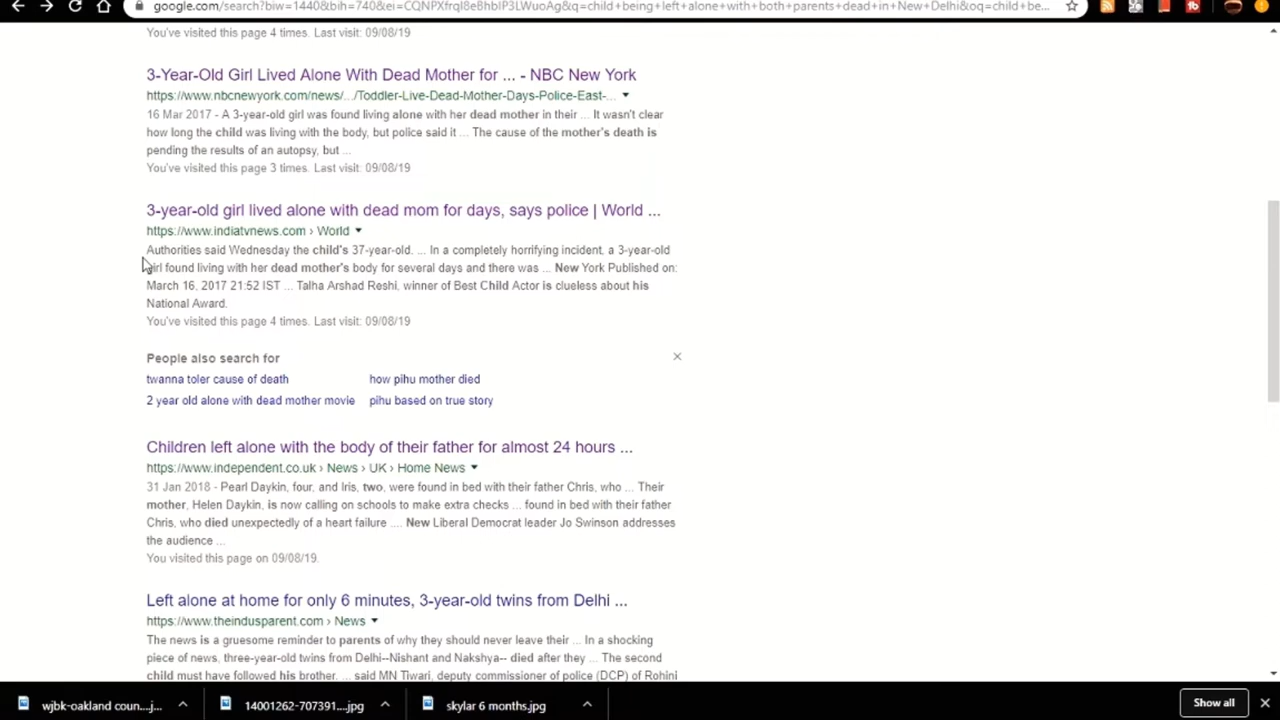 google.com/search?biw=1440&bih=740&ei=CQNPXfrqI8eBhbIP3LWuoAg&q=child+being+left+alone+with+both+parents+dead+in+New+Delhi&oq=child+be...
You've visited this page 4 times. Last visit: 09/08/19
3-Year-Old Girl Lived Alone With Dead Mother for ... - NBC New York
https://www.nbcnewyork.com/news/.../Toddler-Live-Dead-Mother-Days-Police-East-...
16 Mar 2017 - A 3-year-old girl was found living alone with her dead mother in their ... It wasn't clear
how long the child was living with the body, but police said it ... The cause of the mother's death is
pending the results of an autopsy, but ...
You've visited this page 3 times. Last visit: 09/08/19
3-year-old girl lived alone with dead mom for days, says police | World ...
https://www.indiatvnews.com › World
Authorities said Wednesday the child's 37-year-old. ... In a completely horrifying incident, a 3-year-old
girl found living with her dead mother's body for several days and there was ... New York Published on:
March 16, 2017 21:52 IST ... Talha Arshad Reshi, winner of Best Child Actor is clueless about his
National Award.
You've visited this page 4 times. Last visit: 09/08/19
People also search for
twanna toler cause of death how pihu mother died
2 year old alone with dead mother movie pihu based on true story
Children left alone with the body of their father for almost 24 hours ...
https://www.independent.co.uk › News › UK › Home News
31 Jan 2018 - Pearl Daykin, four, and Iris, two, were found in bed with their father Chris, who ... Their
mother, Helen Daykin, is now calling on schools to make extra checks ... found in bed with their father
Chris, who died unexpectedly of a heart failure .... New Liberal Democrat leader Jo Swinson addresses
the audience ...
You visited this page on 09/08/19.
Left alone at home for only 6 minutes, 3-year-old twins from Delhi ...
https://www.theindusparent.com › News
The news is a gruesome reminder to parents of why they should never leave their ... In a shocking
piece of news, three-year-old twins from Delhi--Nishant and Nakshya-- died after they ... The second
child must have followed his brother. ... said MN Tiwari, deputy commissioner of police (DCP) of Rohini
wjbk-oakland coun....j... 14001262-707391....jpg skylar 6 months.jpg Show all